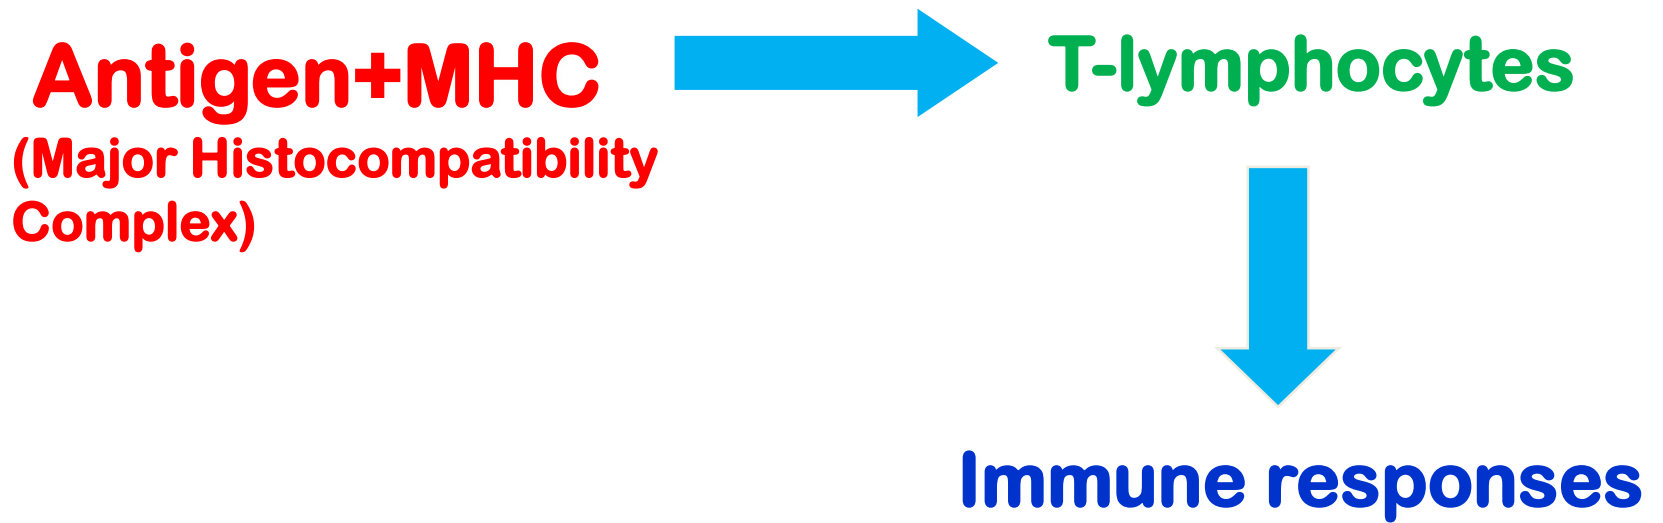 Antigen+MHC
(Major Histocompatibility
Complex)
T-lymphocytes
Immune responses